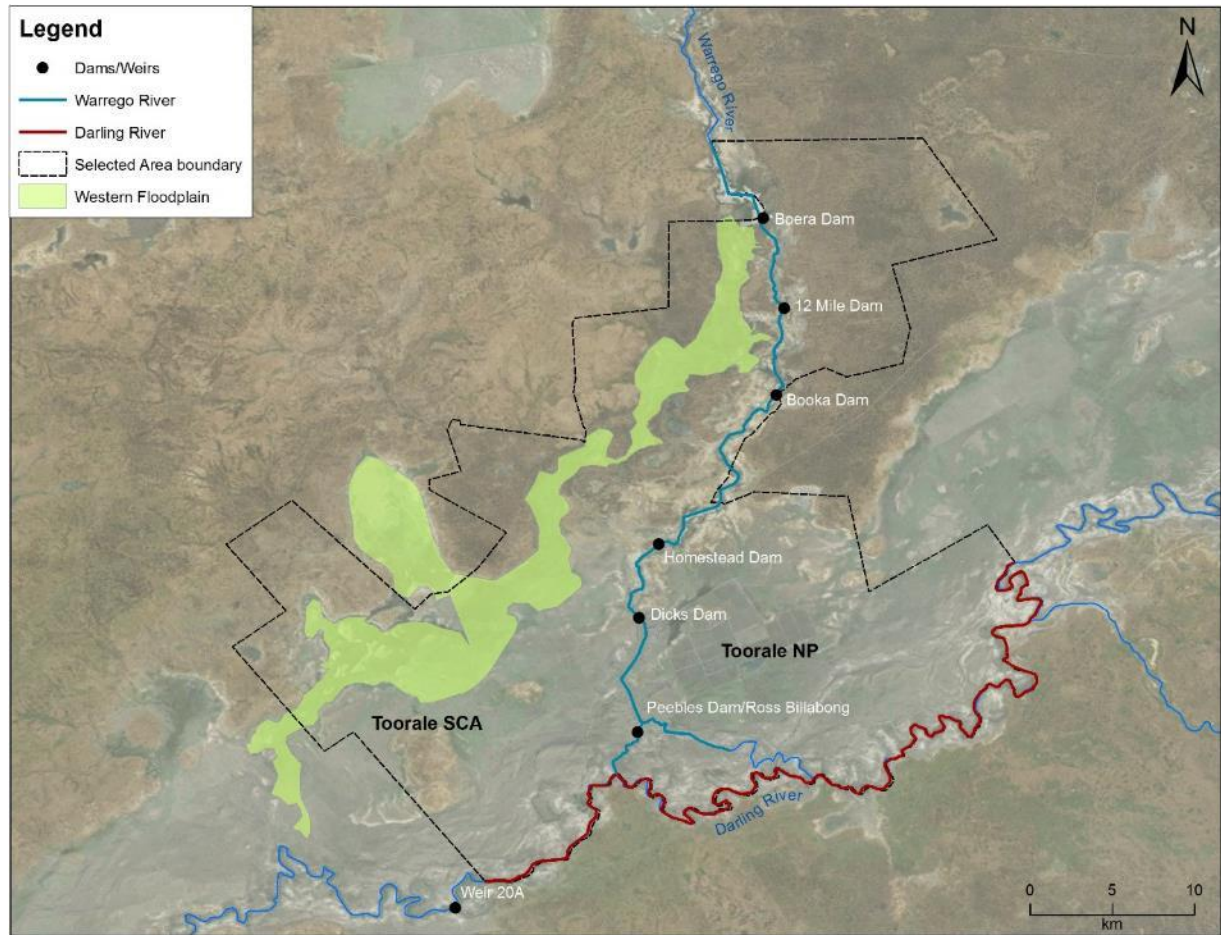 Legend
Dams/Weirs
Warrego River
Darling River
Selected Area boundary
Western Floodplain
N
Warrego River
Boera Dam
12 Mile Dam
Booka Dam
Homestead Dam
Dicks Dam
Toorale NP
Peebles Dam/Ross Billabong
Toorale SCA
Darling River
Weir 20A
0 5 10
km